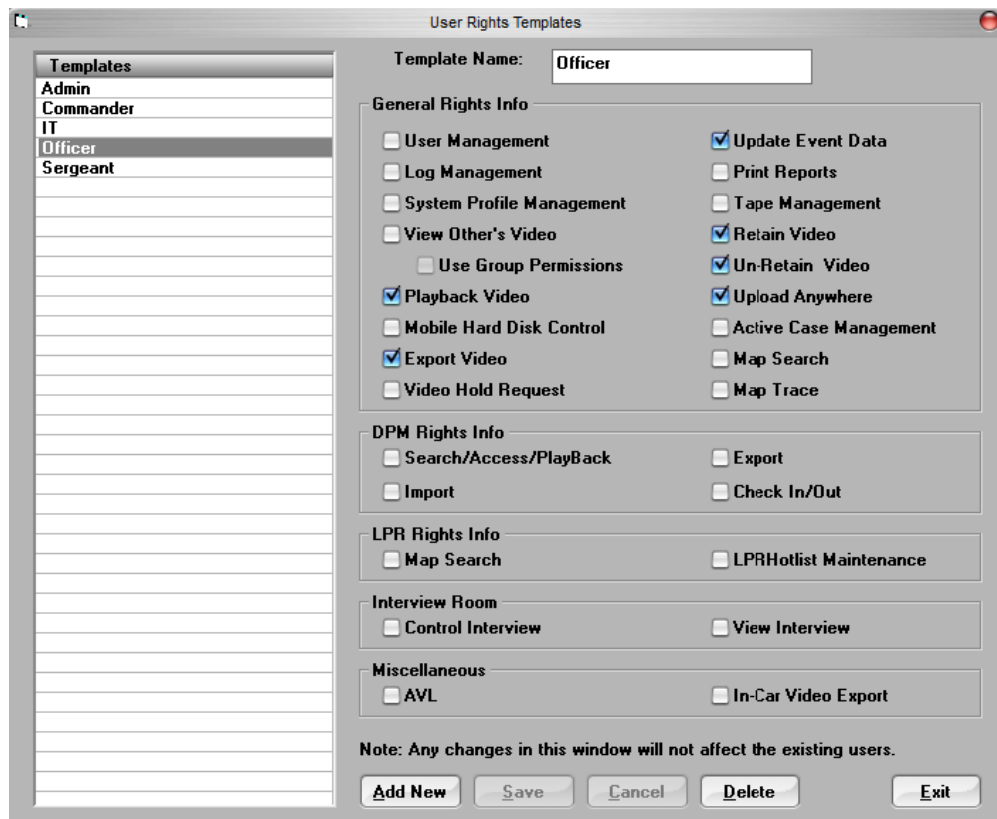 User Rights Templates
Templates
Admin
Commander
IT
Officer
Sergeant
Template Name: Officer
General Rights Info
User Management
Log Management
System Profile Management
View Other's Video
Use Group Permissions
Playback Video
Mobile Hard Disk Control
Export Video
Video Hold Request
Update Event Data
Print Reports
Tape Management
Retain Video
Un-Retain Video
Upload Anywhere
Active Case Management
Map Search
Map Trace
DPM Rights Info
Search/Access/PlayBack
Export
Import
Check In/Out
LPR Rights Info
Map Search
LPRHotlist Maintenance
Interview Room
Control Interview
View Interview
Miscellaneous
AVL
In-Car Video Export
Note: Any changes in this window will not affect the existing users.
Add New
Save
Cancel
Delete
Exit